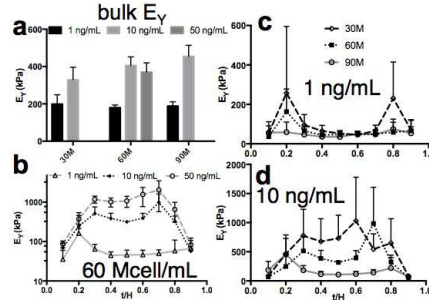 bulk E_Y
a
1 ng/mL
10 ng/mL
50 ng/mL
E_Y (kPa)
600
400
200
0
30M
60M
90M
b
1 ng/mL
10 ng/mL
50 ng/mL
E_Y (kPa)
1000
100
10
60 Mcell/mL
0.0 0.2 0.4 0.6 0.8 1.0
t/H
c
30M
60M
90M
1 ng/mL
E_Y (kPa)
600
400
200
0
0.0 0.2 0.4 0.6 0.8 1.0
t/H
d
10 ng/mL
E_Y (kPa)
2000
1500
1000
500
0
0.0 0.2 0.4 0.6 0.8 1.0
t/H